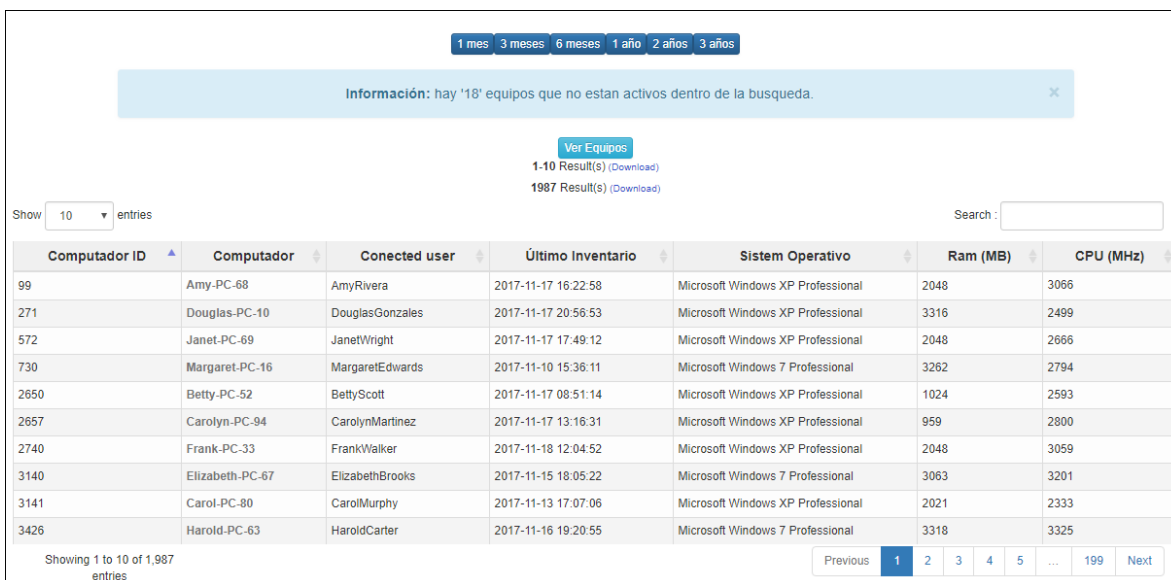 1 mes 3 meses 6 meses 1 año 2 años 3 años
Información: hay '18' equipos que no estan activos dentro de la busqueda.
×
Ver Equipos
1-10 Result(s) (Download)
1987 Result(s) (Download)
Show 10 entries Search :
Computador ID Computador Conected user Último Inventario Sistem Operativo Ram (MB) CPU (MHz)
99 Amy-PC-68 AmyRivera 2017-11-17 16:22:58 Microsoft Windows XP Professional 2048 3066
271 Douglas-PC-10 DouglasGonzales 2017-11-17 20:56:53 Microsoft Windows XP Professional 3316 2499
572 Janet-PC-69 JanetWright 2017-11-17 17:49:12 Microsoft Windows XP Professional 2048 2666
730 Margaret-PC-16 MargaretEdwards 2017-11-10 15:36:11 Microsoft Windows 7 Professional 3262 2794
2650 Betty-PC-52 BettyScott 2017-11-17 08:51:14 Microsoft Windows XP Professional 1024 2593
2657 Carolyn-PC-94 CarolynMartinez 2017-11-17 13:16:31 Microsoft Windows XP Professional 959 2800
2740 Frank-PC-33 FrankWalker 2017-11-18 12:04:52 Microsoft Windows XP Professional 2048 3059
3140 Elizabeth-PC-67 ElizabethBrooks 2017-11-15 18:05:22 Microsoft Windows 7 Professional 3063 3201
3141 Carol-PC-80 CarolMurphy 2017-11-13 17:07:06 Microsoft Windows XP Professional 2021 2333
3426 Harold-PC-63 HaroldCarter 2017-11-16 19:20:55 Microsoft Windows 7 Professional 3318 3325
Showing 1 to 10 of 1,987
entries
Previous 1 2 3 4 5 ... 199 Next